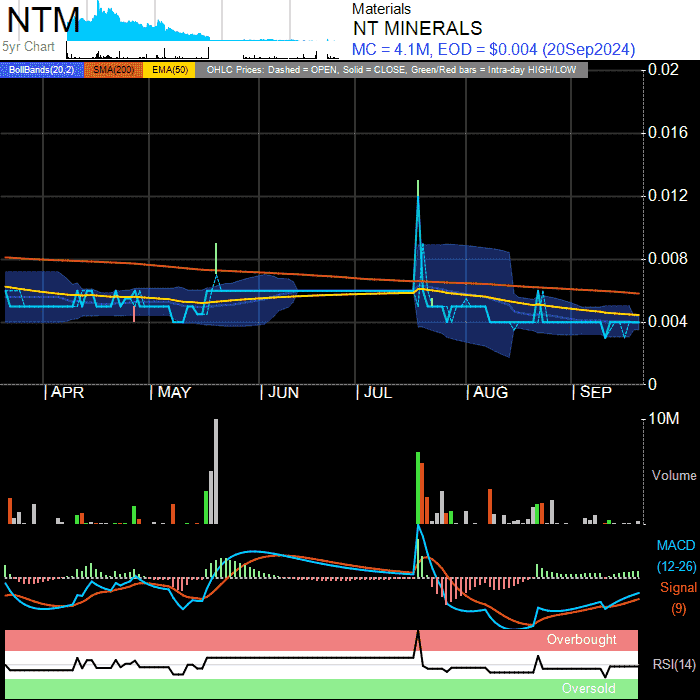 NTM
5yr Chart
Materials
NT MINERALS
MC = 4.1M, EOD = $0.004 (20Sep2024)
BollBands(20,2) SMA(200) EMA(50) OHLC Prices: Dashed = OPEN, Solid = CLOSE, Green/Red bars = Intra-day HIGH/LOW
0.02
0.016
0.012
0.008
0.004
0
APR MAY JUN JUL AUG SEP
10M
Volume
MACD
(12-26)
Signal
(9)
Overbought
RSI(14)
Oversold